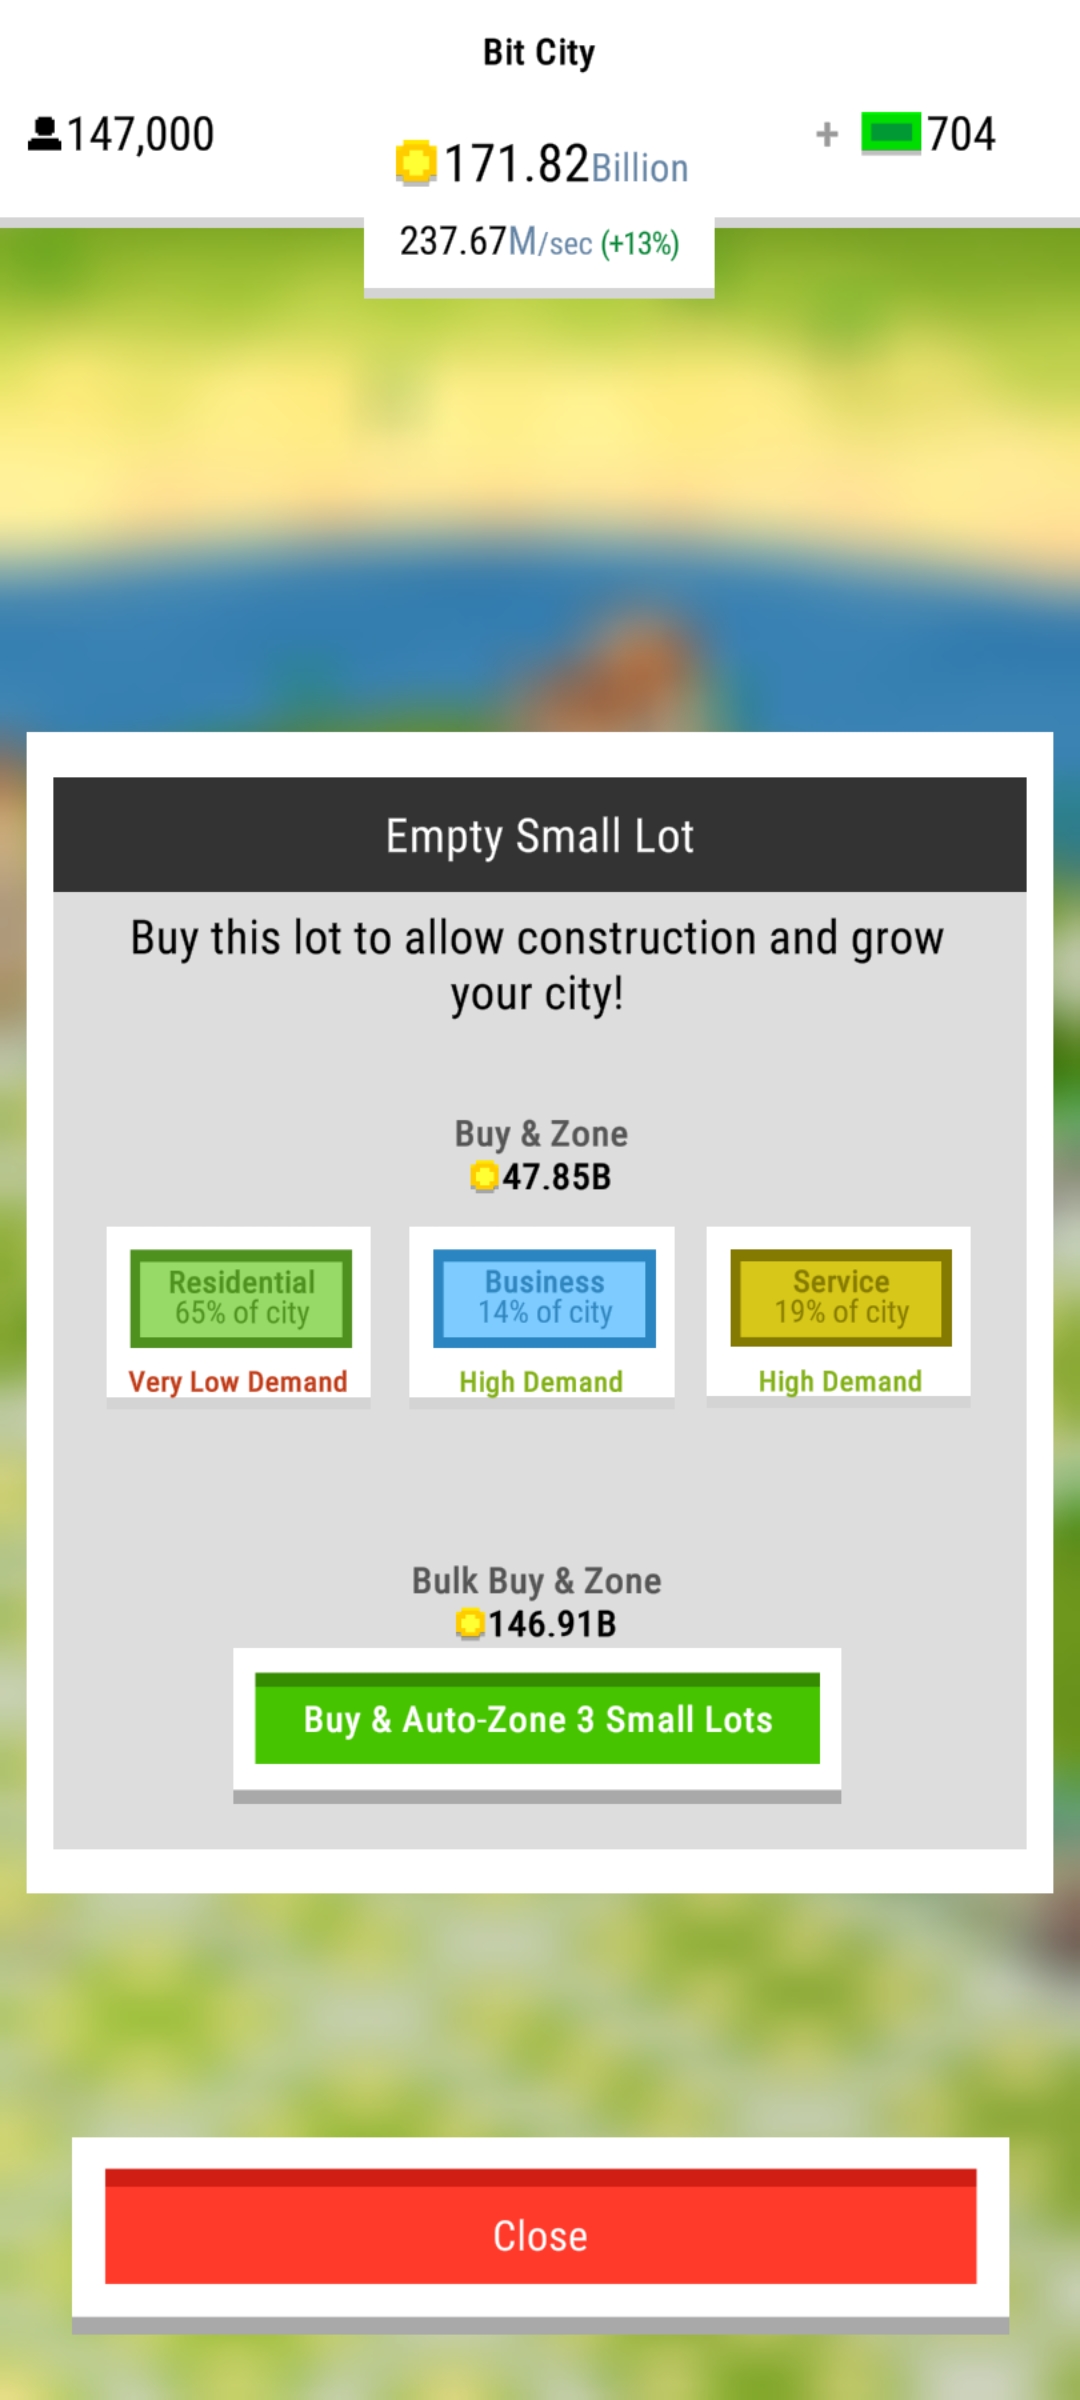 Bit City
147,000
171.82Billion
+ 704
237.67M/sec (+13%)
Empty Small Lot
Buy this lot to allow construction and grow
your city!
Buy & Zone
47.85B
Residential
65% of city
Very Low Demand
Business
14% of city
High Demand
Service
19% of city
High Demand
Bulk Buy & Zone
146.91B
Buy & Auto-Zone 3 Small Lots
Close